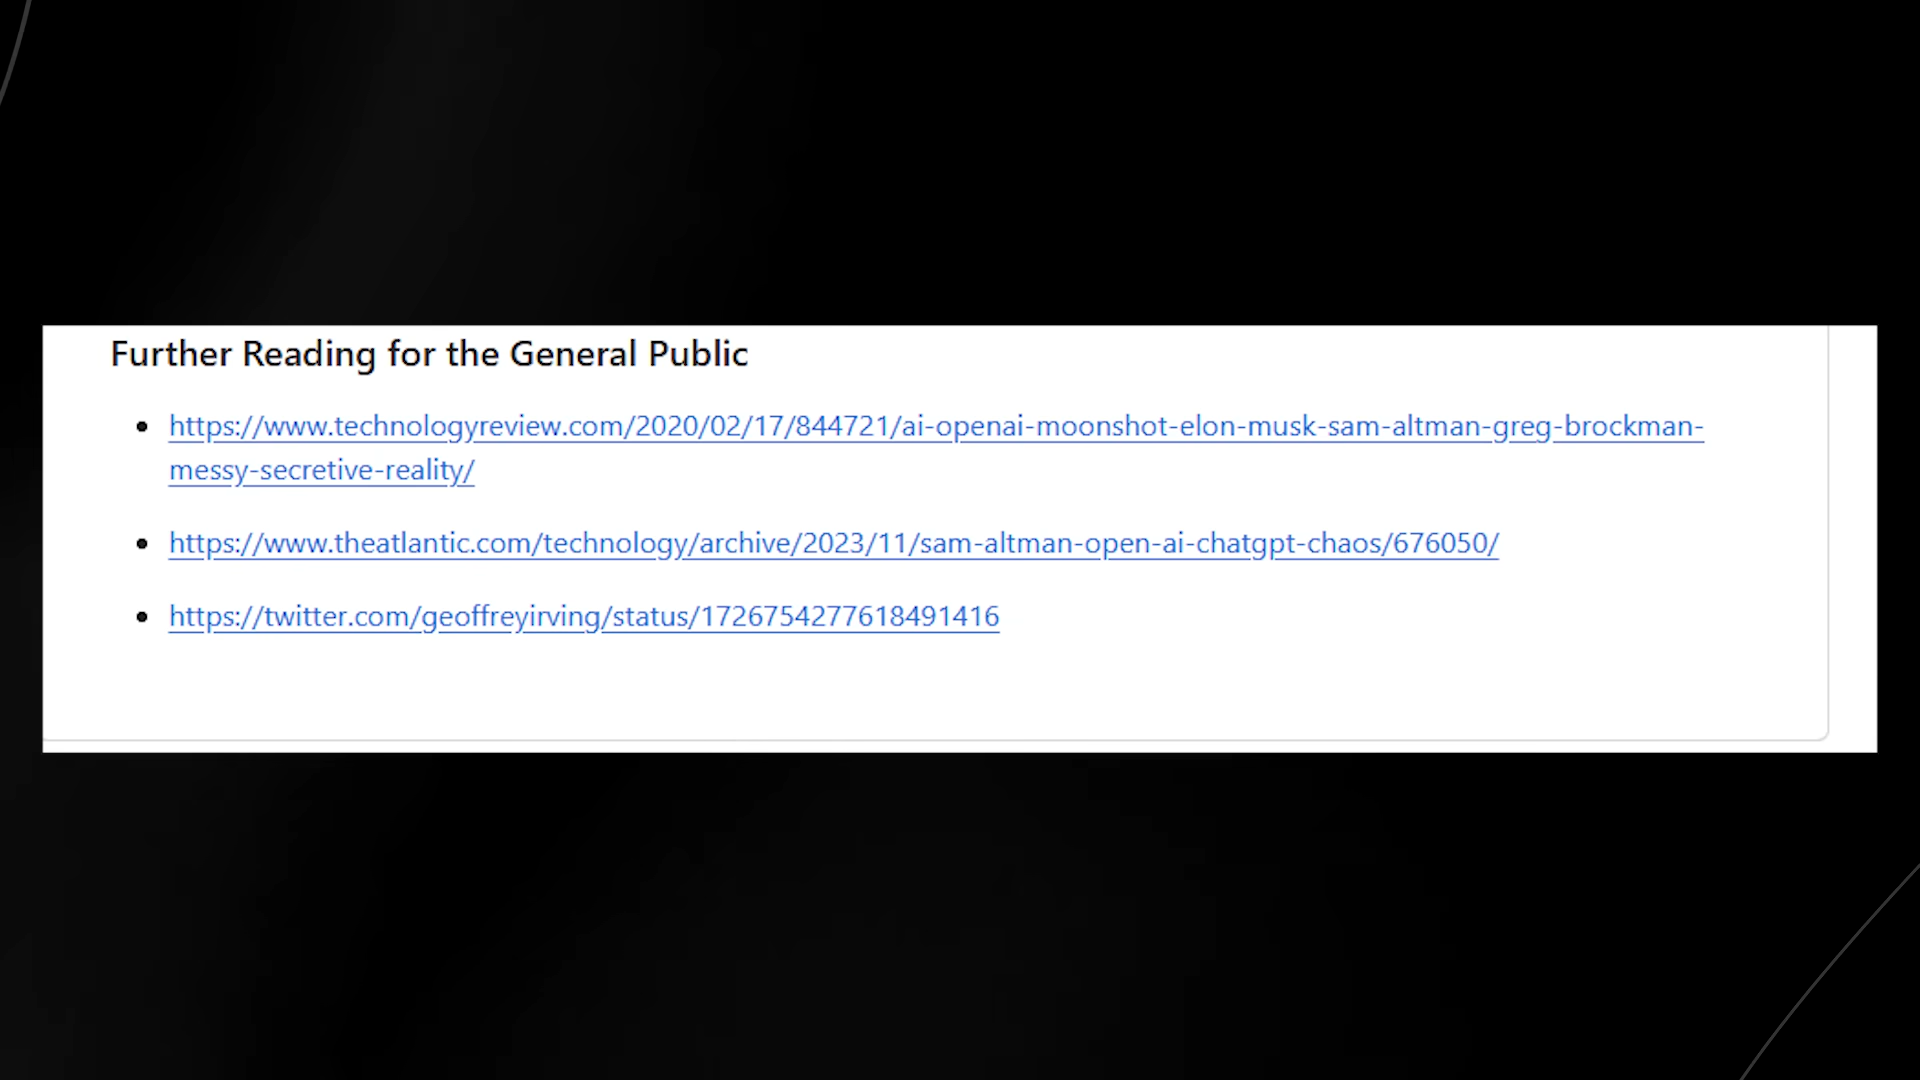 Further Reading for the General Public
https://www.technologyreview.com/2020/02/17/844721/ai-openai-moonshot-elon-musk-sam-altman-greg-brockman-
messy-secretive-reality/
https://www.theatlantic.com/technology/archive/2023/11/sam-altman-open-ai-chatgpt-chaos/676050/
https://twitter.com/geoffreyirving/status/1726754277618491416